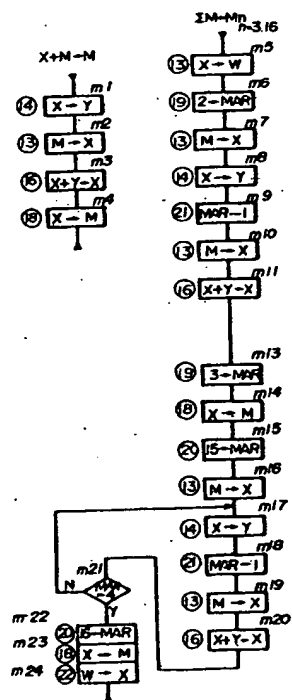 X+M→M
m1
⑭ X→Y
m2
⑬ M→X
m3
⑯ X+Y→X
m4
⑱ X→M
ΣM→Mn
n=3.16
m5
⑬ X→W
m6
⑲ 2→MAR
m7
⑬ M→X
m8
⑭ X→Y
m9
㉑ MAR-1
m10
⑬ M→X
m11
⑯ X+Y→X
m13
⑲ 3→MAR
m14
⑱ X→M
m15
⑳ 15→MAR
m16
⑬ M→X
m17
⑭ X→Y
m18
㉑ MAR-1
m19
⑬ M→X
m20
⑯ X+Y→X
m21
N
Y
m22
⑳ 15→MAR
m23
⑱ X→M
m24
㉒ W→X